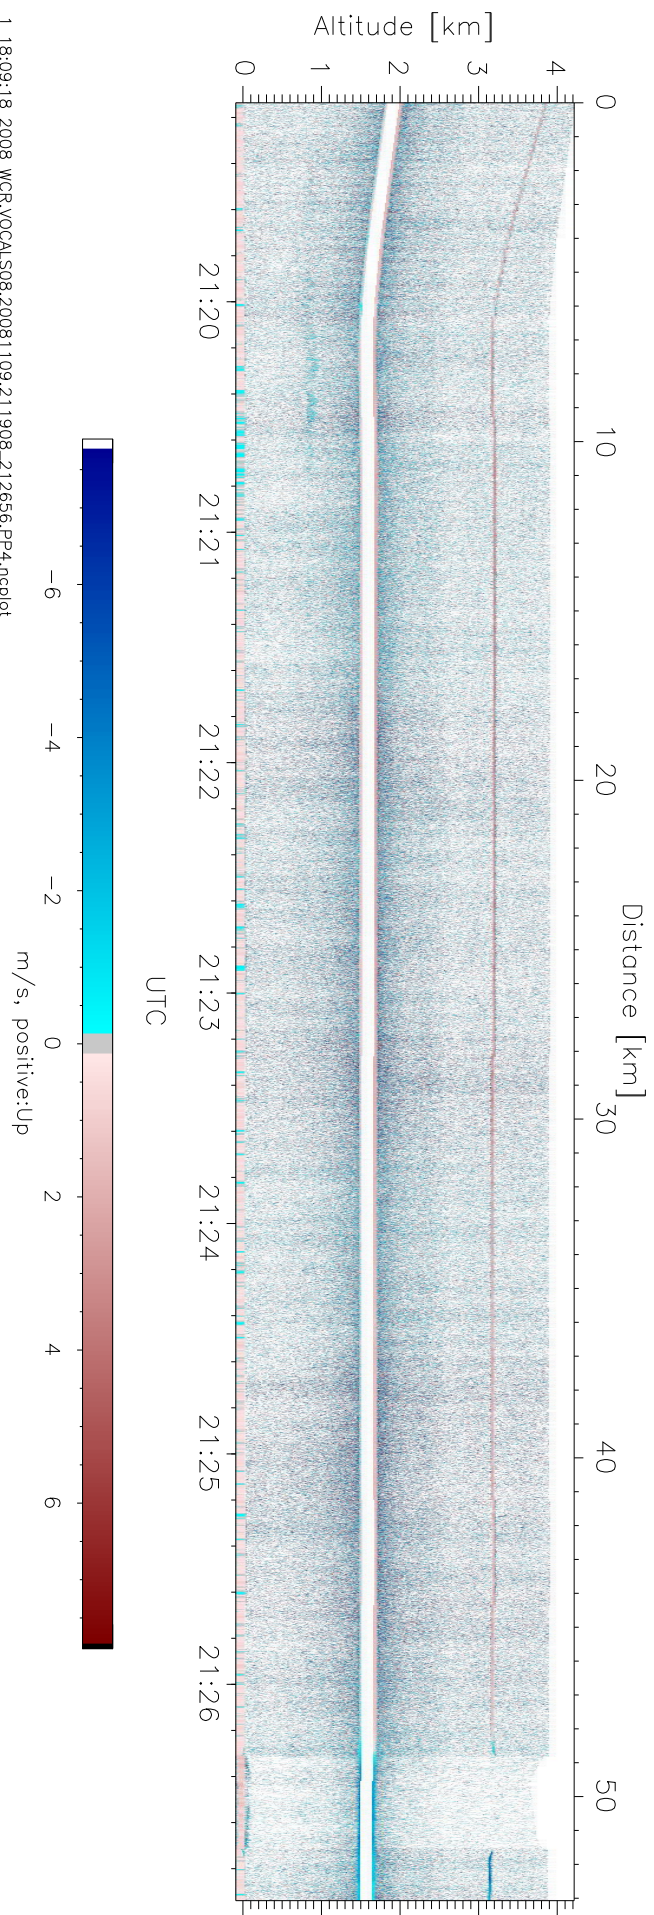 Distance [km]
0 10 20 30 40 50
Altitude [km]
4
3
2
1
0
21:20 21:21 21:22 21:23 21:24 21:25 21:26
UTC
-6 -4 -2 0 2 4 6
m/s, positive:Up
1 18:09:18 2008 WCR.VOCALS08.20081109.211908_212656.PP4.ncplot